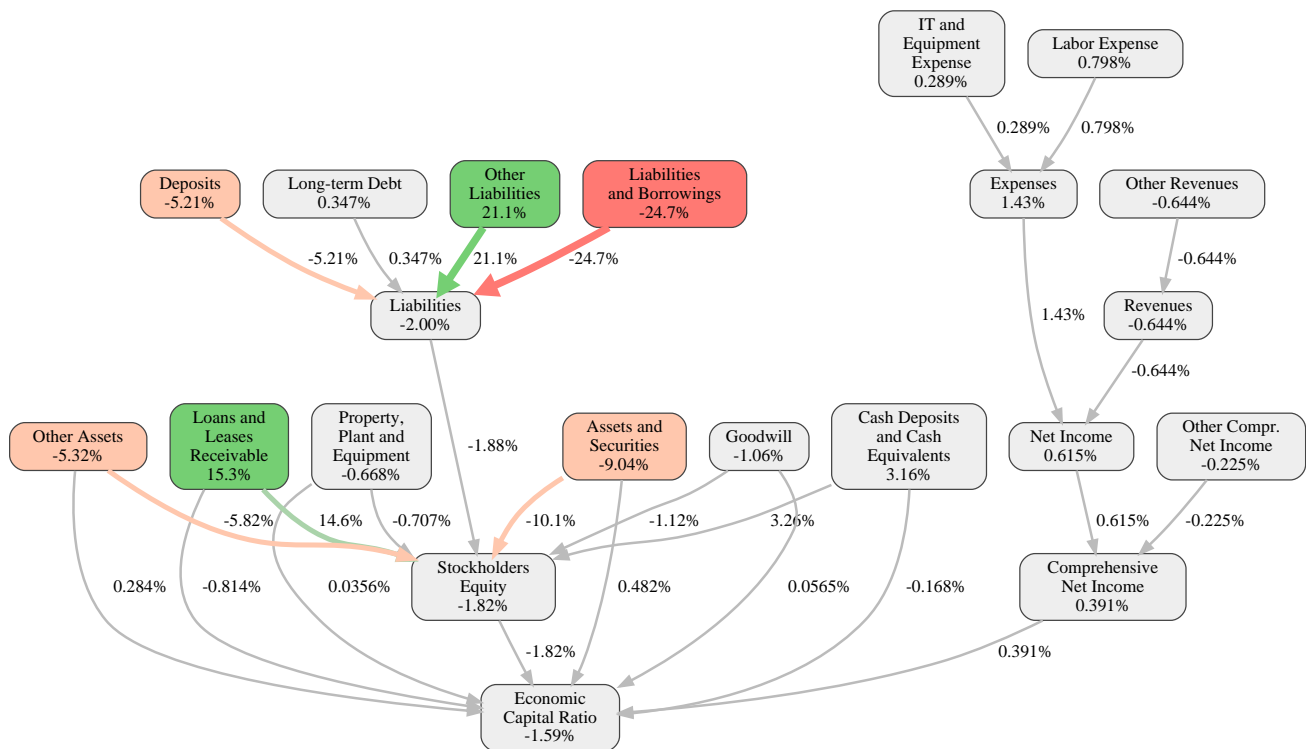 IT and
Equipment
Expense
0.289%
Labor Expense
0.798%
0.289%
0.798%
Deposits
-5.21%
Long-term Debt
0.347%
Other
Liabilities
21.1%
Liabilities
and Borrowings
-24.7%
Expenses
1.43%
Other Revenues
-0.644%
-5.21%
0.347%
21.1%
-24.7%
-0.644%
Liabilities
-2.00%
1.43%
Revenues
-0.644%
-0.644%
Other Assets
-5.32%
Loans and
Leases
Receivable
15.3%
Property,
Plant and
Equipment
-0.668%
-1.88%
Assets and
Securities
-9.04%
Goodwill
-1.06%
Cash Deposits
and Cash
Equivalents
3.16%
Net Income
0.615%
Other Compr.
Net Income
-0.225%
-5.82%
14.6%
-0.707%
-10.1%
-1.12%
3.26%
0.615%
-0.225%
0.284%
-0.814%
0.0356%
Stockholders
Equity
-1.82%
0.482%
0.0565%
-0.168%
Comprehensive
Net Income
0.391%
-1.82%
0.391%
Economic
Capital Ratio
-1.59%